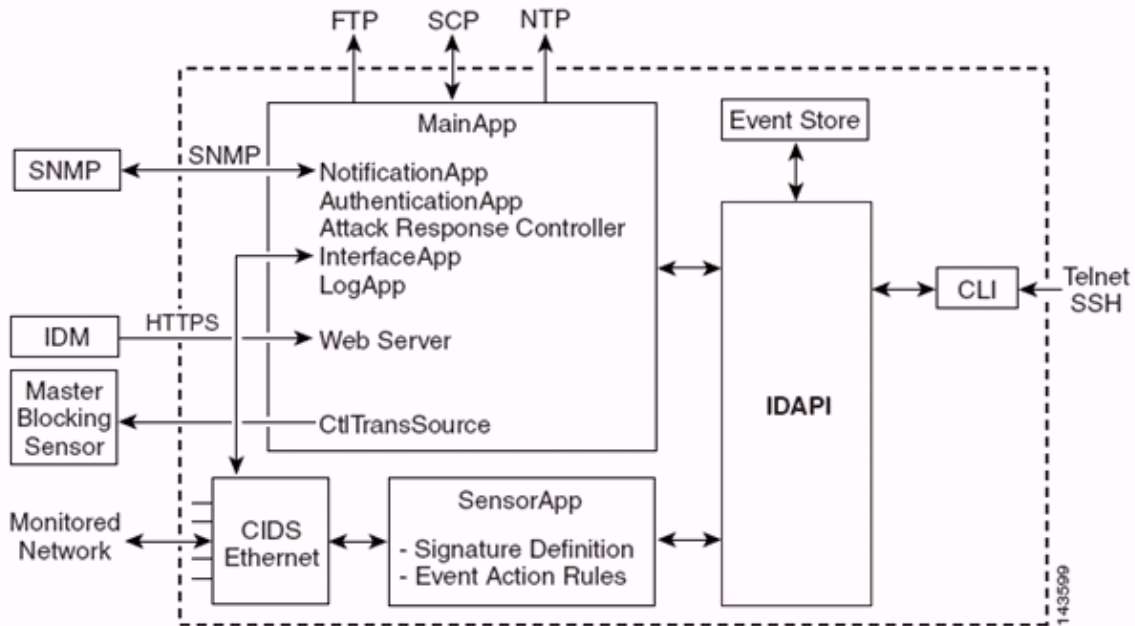 FTP
SCP
NTP
MainApp
Event Store
SNMP
SNMP
NotificationApp
AuthenticationApp
Attack Response Controller
InterfaceApp
LogApp
CLI
Telnet
SSH
IDM
HTTPS
Web Server
Master
Blocking
Sensor
CtlTransSource
IDAPI
Monitored
Network
CIDS
Ethernet
SensorApp
- Signature Definition
- Event Action Rules
143599